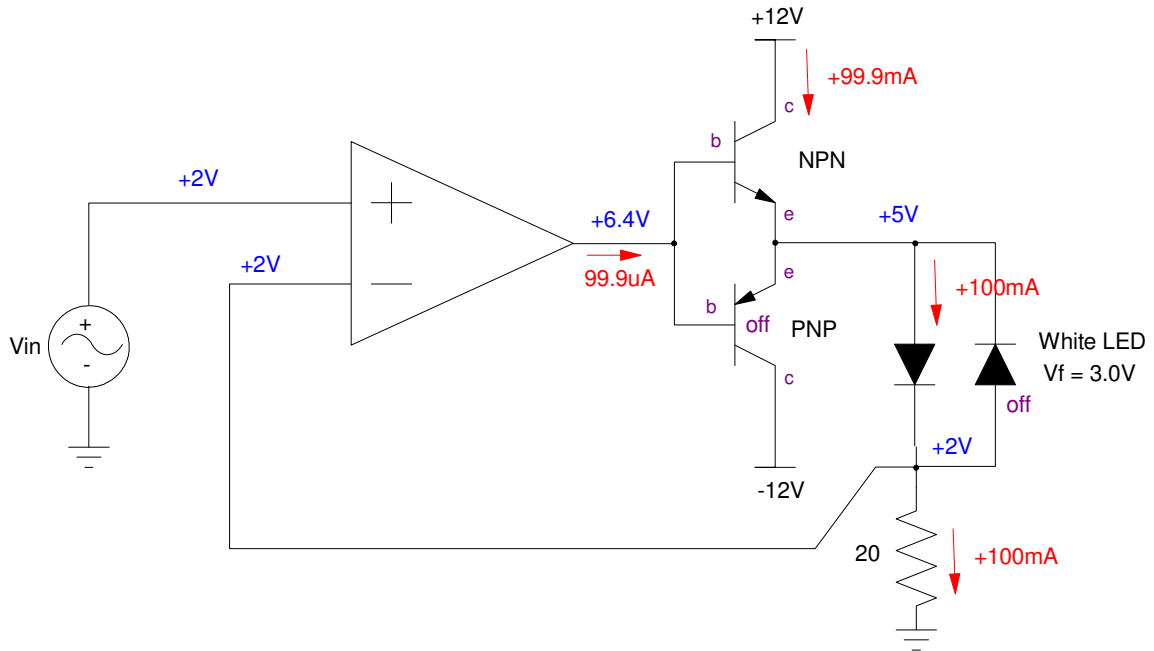 +12V
+99.9mA
c
b
NPN
+2V
+6.4V
e
+5V
+2V
99.9uA
e
+100mA
b
off
PNP
+
Vin
-
White LED
Vf = 3.0V
c
off
+2V
-12V
20
+100mA